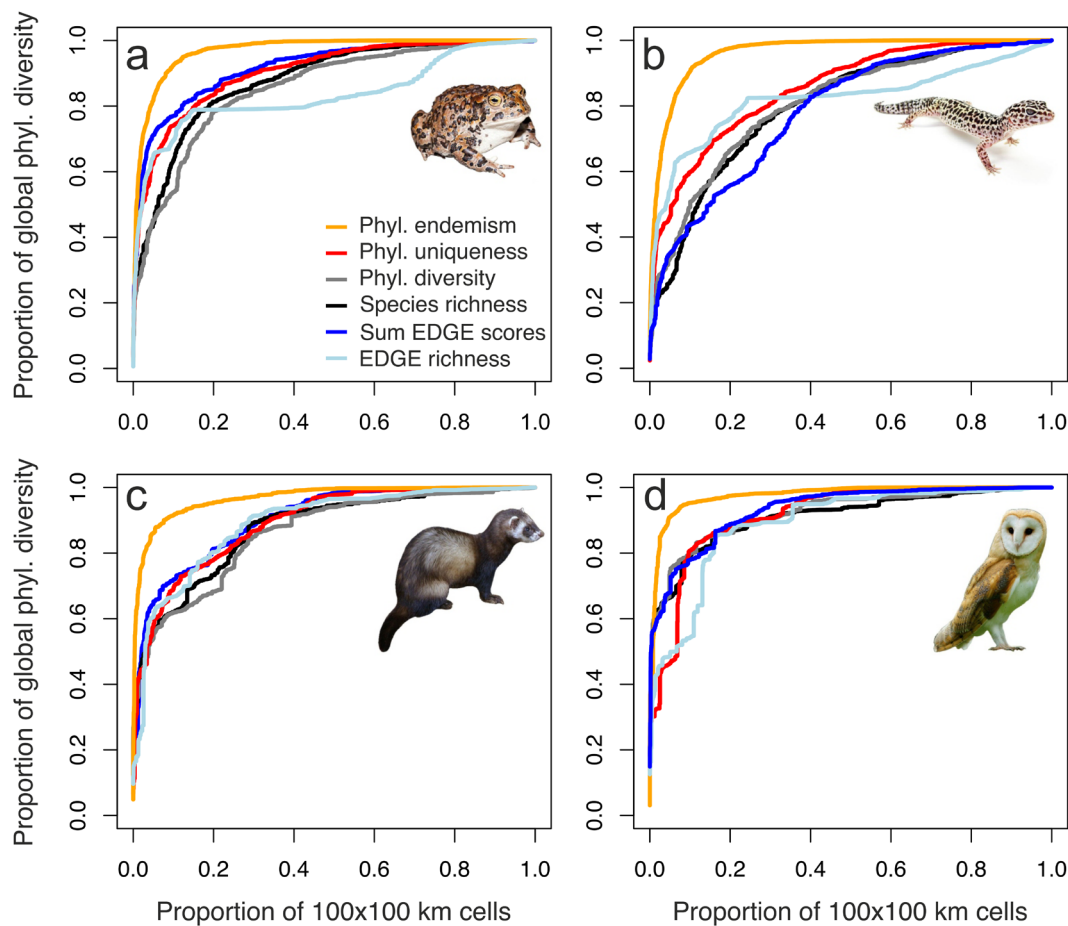 a
Proportion of global phyl. diversity
0.0 0.2 0.4 0.6 0.8 1.0
Phyl. endemism
Phyl. uniqueness
Phyl. diversity
Species richness
Sum EDGE scores
EDGE richness
0.0 0.2 0.4 0.6 0.8 1.0
b
0.0 0.2 0.4 0.6 0.8 1.0
0.0 0.2 0.4 0.6 0.8 1.0
c
Proportion of global phyl. diversity
0.0 0.2 0.4 0.6 0.8 1.0
0.0 0.2 0.4 0.6 0.8 1.0
Proportion of 100x100 km cells
d
0.0 0.2 0.4 0.6 0.8 1.0
0.0 0.2 0.4 0.6 0.8 1.0
Proportion of 100x100 km cells